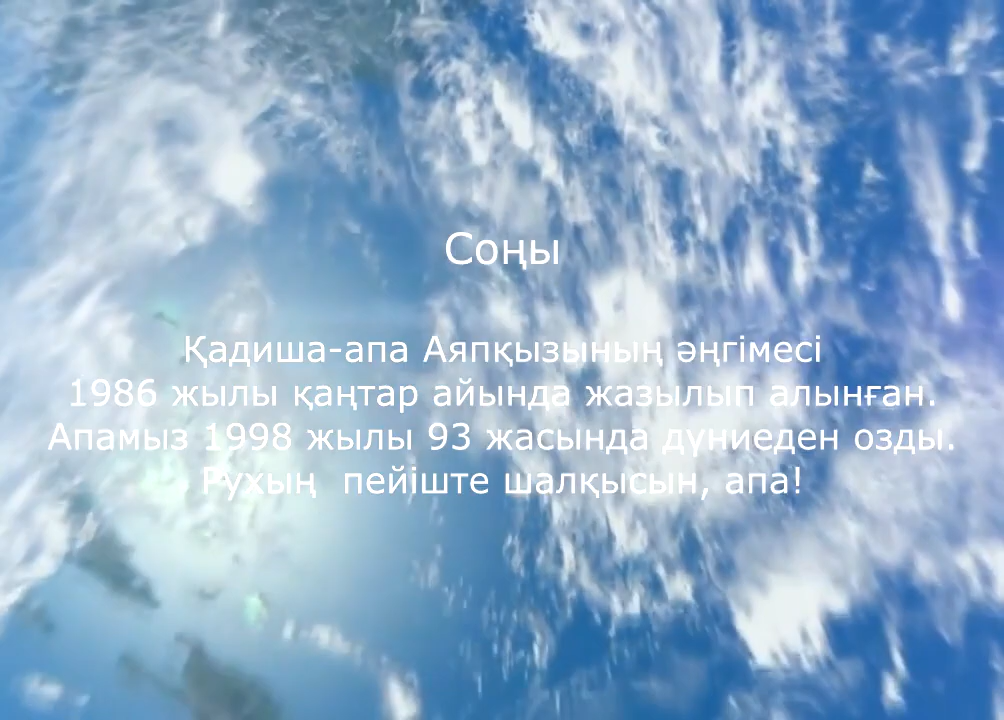 Соңы
Қадиша-апа Аяпқызының әңгімесі
1986 жылы қаңтар айында жазылып алынған.
Апамыз 1998 жылы 93 жасында дүниеден озды.
Рухың  пейіште шалқысын, апа!